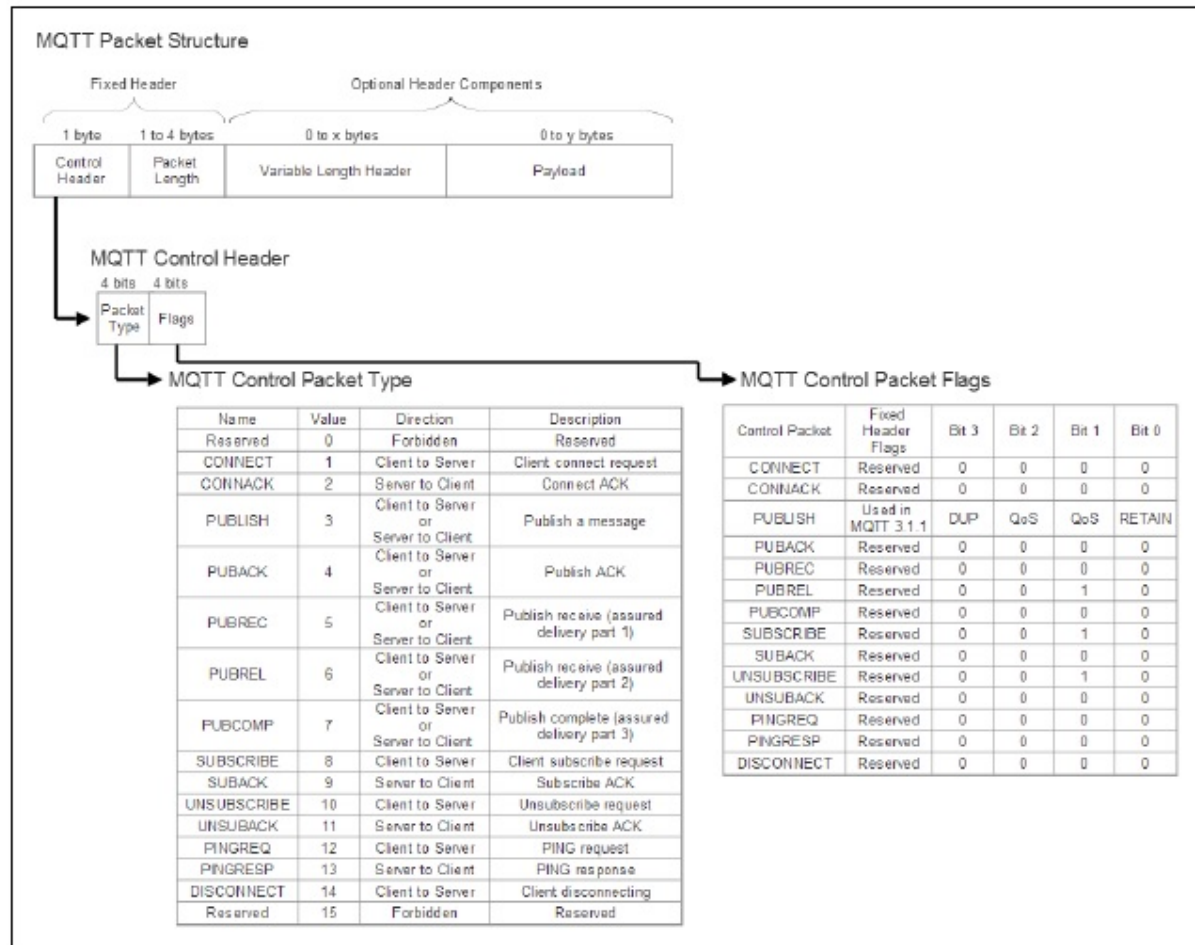 MQTT Packet Structure
Fixed Header Optional Header Components
1 byte 1 to 4 bytes 0 to x bytes 0 to y bytes
Control Header Packet Length Variable Length Header Payload
MQTT Control Header
4 bits 4 bits
Packet Type Flags
MQTT Control Packet Type
Name Value Direction Description
Reserved 0 Forbidden Reserved
CONNECT 1 Client to Server Client connect request
CONNACK 2 Server to Client Connect ACK
PUBLISH 3 Client to Server or Server to Client Publish a message
PUBACK 4 Client to Server or Server to Client Publish ACK
PUBREC 5 Client to Server or Server to Client Publish receive (assured delivery part 1)
PUBREL 6 Client to Server or Server to Client Publish receive (assured delivery part 2)
PUBCOMP 7 Client to Server or Server to Client Publish complete (assured delivery part 3)
SUBSCRIBE 8 Client to Server Client subscribe request
SUBACK 9 Server to Client Subscribe ACK
UNSUBSCRIBE 10 Client to Server Unsubscribe request
UNSUBACK 11 Server to Client Unsubscribe ACK
PINGREQ 12 Client to Server PING request
PINGRESP 13 Server to Client PING response
DISCONNECT 14 Client to Server Client disconnecting
Reserved 15 Forbidden Reserved
MQTT Control Packet Flags
Control Packet Fixed Header Flags Bit 3 Bit 2 Bit 1 Bit 0
CONNECT Reserved 0 0 0 0
CONNACK Reserved 0 0 0 0
PUBLISH Used in MQTT 3.1.1 DUP QoS QoS RETAIN
PUBACK Reserved 0 0 0 0
PUBREC Reserved 0 0 0 0
PUBREL Reserved 0 0 1 0
PUBCOMP Reserved 0 0 0 0
SUBSCRIBE Reserved 0 0 1 0
SUBACK Reserved 0 0 0 0
UNSUBSCRIBE Reserved 0 0 1 0
UNSUBACK Reserved 0 0 0 0
PINGREQ Reserved 0 0 0 0
PINGRESP Reserved 0 0 0 0
DISCONNECT Reserved 0 0 0 0